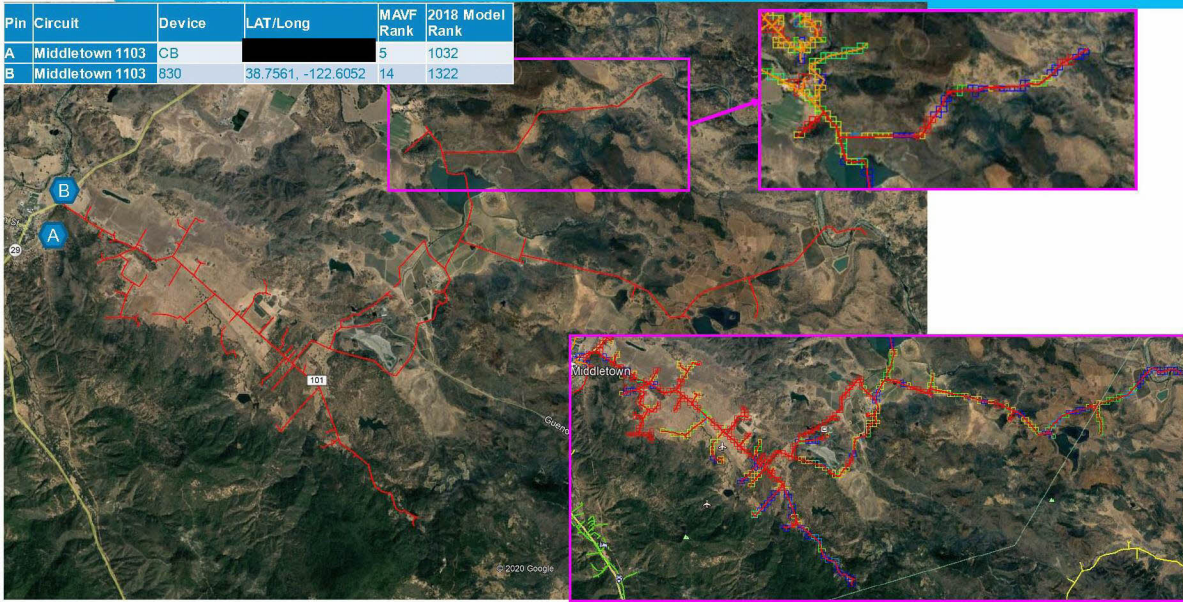 Pin Circuit Device LAT/Long MAVF Rank 2018 Model Rank
A Middletown 1103 CB 5 1032
B Middletown 1103 830 38.7561, -122.6052 14 1322
B
A
29
101
Gueno
© 2020 Google
Middletown